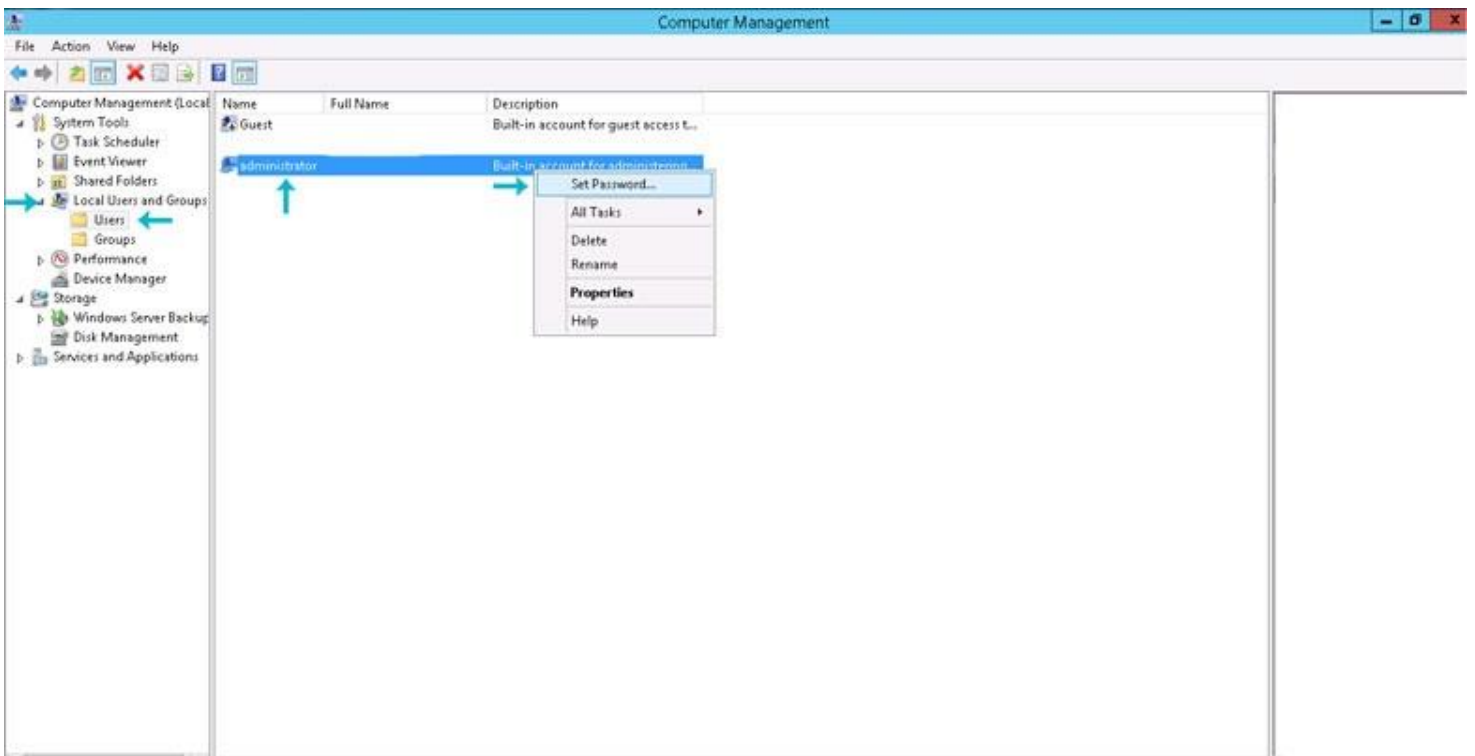 Computer Management
File Action View Help
Computer Management (Local
System Tools
Task Scheduler
Event Viewer
Shared Folders
Local Users and Groups
Users
Groups
Performance
Device Manager
Storage
Windows Server Backup
Disk Management
Services and Applications
Name Full Name Description
Guest Built-in account for guest access t...
administrator Built-in account for administering...
Set Password...
All Tasks
Delete
Rename
Properties
Help